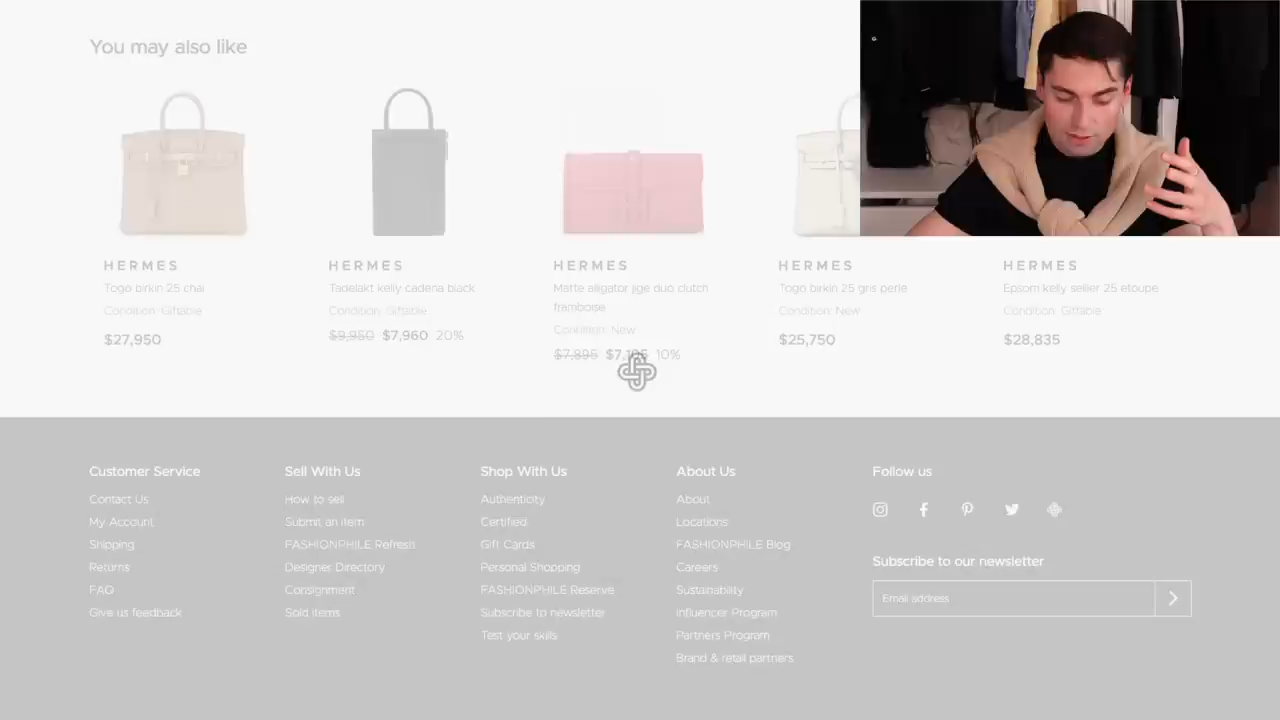 You may also like
HERMES
Togo birkin 25 chai
Condition: Giftable
$27,950
HERMES
Tadelakt kelly cadena black
Condition: Giftable
$9,950 $7,960 20%
HERMES
Matte alligator jige duo clutch
framboise
Condition: New
$7,895 10%
HERMES
Togo birkin 25 gris perle
Condition: New
$25,750
HERMES
Epsom kelly sellier 25 etoupe
Condition: Giftable
$28,835
Customer Service
Contact Us
My Account
Shipping
Returns
FAQ
Give us feedback
Sell With Us
How to sell
Submit an item
FASHIONPHILE Refresh
Designer Directory
Consignment
Sold items
Shop With Us
Authenticity
Certified
Gift Cards
Personal Shopping
FASHIONPHILE Reserve
Subscribe to newsletter
Test your skills
About Us
About
Locations
FASHIONPHILE Blog
Careers
Sustainability
Influencer Program
Partners Program
Brand & retail partners
Follow us
Subscribe to our newsletter
Email address